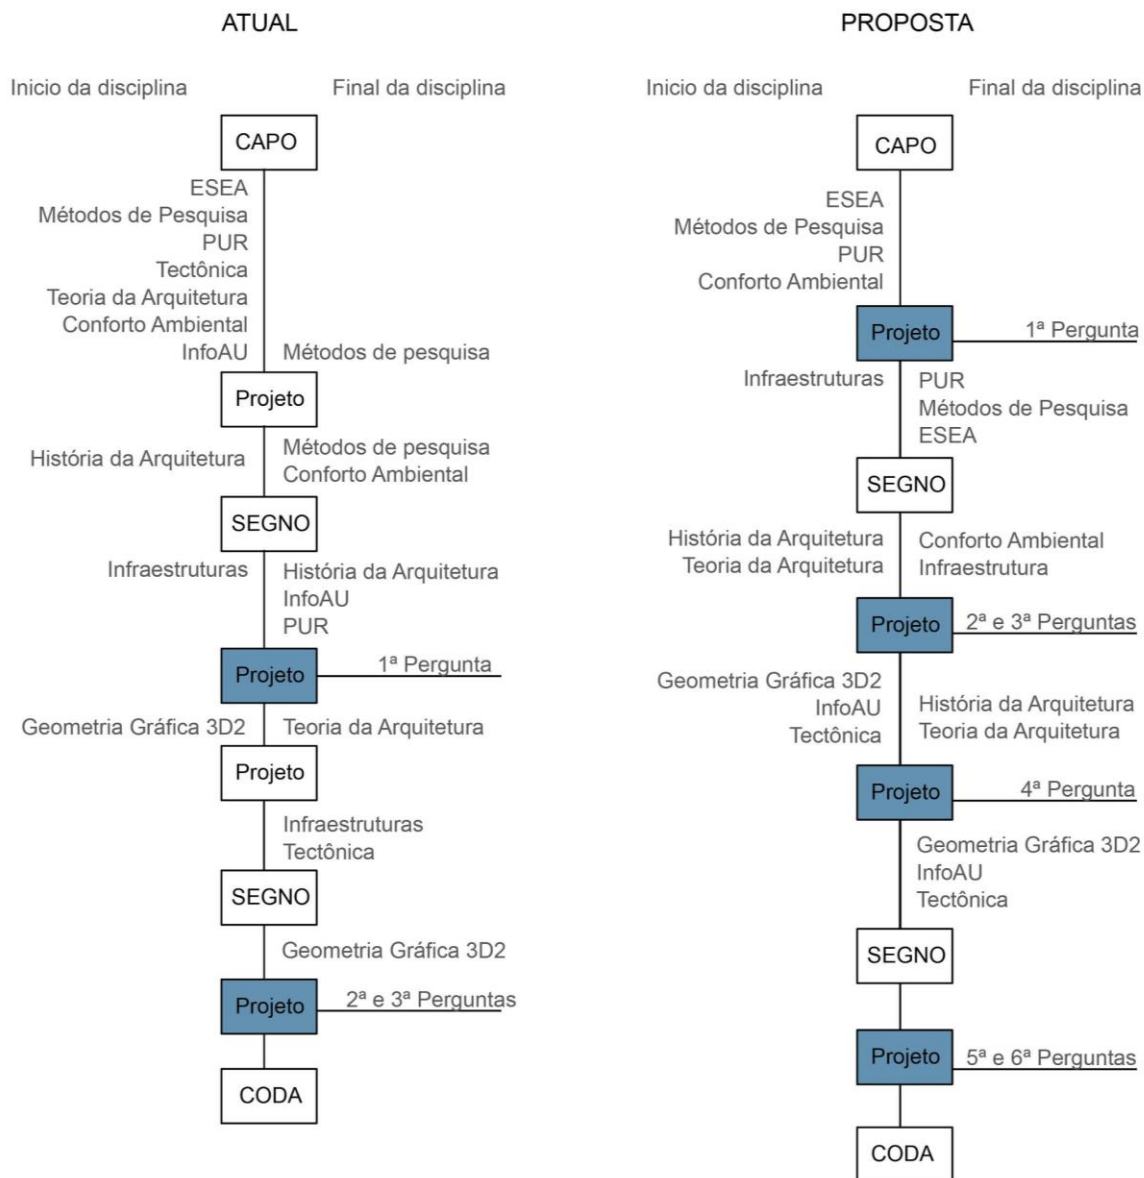 ATUAL
Inicio da disciplina
Final da disciplina
CAPO
ESEA
Métodos de Pesquisa
PUR
Tectônica
Teoria da Arquitetura
Conforto Ambiental
InfoAU
Métodos de pesquisa
Projeto
História da Arquitetura
Métodos de pesquisa
Conforto Ambiental
SEGNO
Infraestruturas
História da Arquitetura
InfoAU
PUR
Projeto
1ª Pergunta
Geometria Gráfica 3D2
Teoria da Arquitetura
Projeto
Infraestruturas
Tectônica
SEGNO
Geometria Gráfica 3D2
Projeto
2ª e 3ª Perguntas
CODA
PROPOSTA
Inicio da disciplina
Final da disciplina
CAPO
ESEA
Métodos de Pesquisa
PUR
Conforto Ambiental
Projeto
1ª Pergunta
Infraestruturas
PUR
Métodos de Pesquisa
ESEA
SEGNO
História da Arquitetura
Teoria da Arquitetura
Conforto Ambiental
Infraestrutura
Projeto
2ª e 3ª Perguntas
Geometria Gráfica 3D2
InfoAU
Tectônica
História da Arquitetura
Teoria da Arquitetura
Projeto
4ª Pergunta
Geometria Gráfica 3D2
InfoAU
Tectônica
SEGNO
Projeto
5ª e 6ª Perguntas
CODA